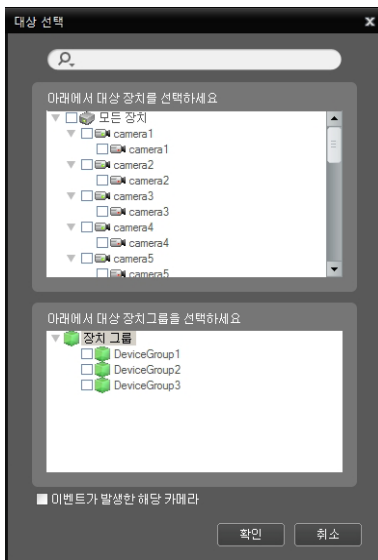 대상 선택
아래에서 대상 장치를 선택하세요
모든 장치
camera1
camera1
camera2
camera2
camera3
camera3
camera4
camera4
camera5
camera5
아래에서 대상 장치그룹을 선택하세요
장치 그룹
DeviceGroup1
DeviceGroup2
DeviceGroup3
이벤트가 발생한 해당 카메라
확인 취소